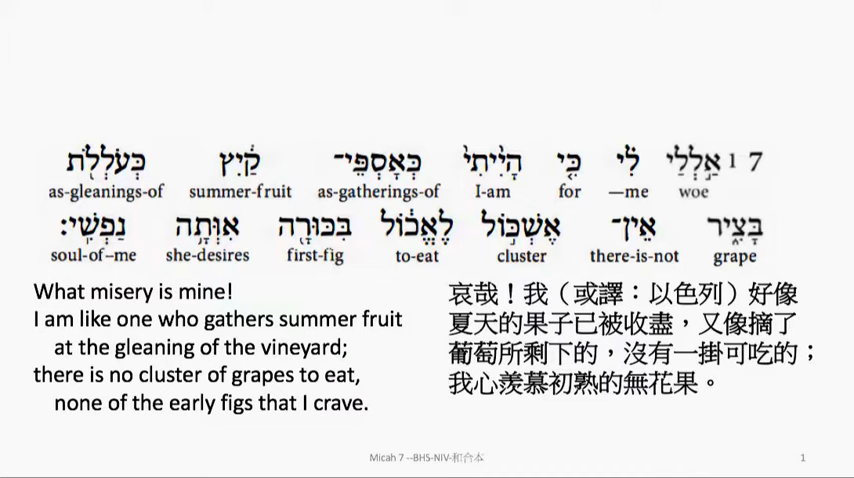 7 1 אַ֣לְלַי לִ֗י כִּ֤י הָיִ֙יתִי֙ כְּאָסְפֵּי־ קַ֔יִץ כְּעֹלְלֹ֖ת
as-gleanings-of summer-fruit as-gatherings-of I-am for —me woe
בָּצִ֑יר אֵין־ אֶשְׁכּ֣וֹל לֶאֱכ֔וֹל בִּכּוּרָ֖ה אִוְּתָ֥ה נַפְשִֽׁי׃
soul-of–me she-desires first-fig to-eat cluster there-is-not grape
What misery is mine!
I am like one who gathers summer fruit
at the gleaning of the vineyard;
there is no cluster of grapes to eat,
none of the early figs that I crave.
哀哉！我（或譯：以色列）好像
夏天的果子已被收盡，又像摘了
葡萄所剩下的，沒有一掛可吃的；
我心羨慕初熟的無花果。
Micah 7 --BHS-NIV-和合本
1